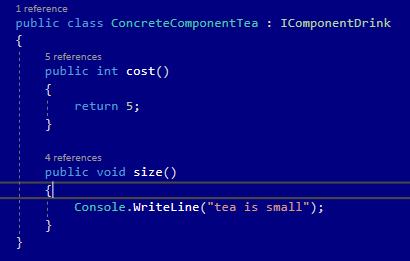 1 reference
public class ConcreteComponentTea : IComponentDrink
{
5 references
public int cost()
{
return 5;
}
4 references
public void size()
{
Console.WriteLine("tea is small");
}
}